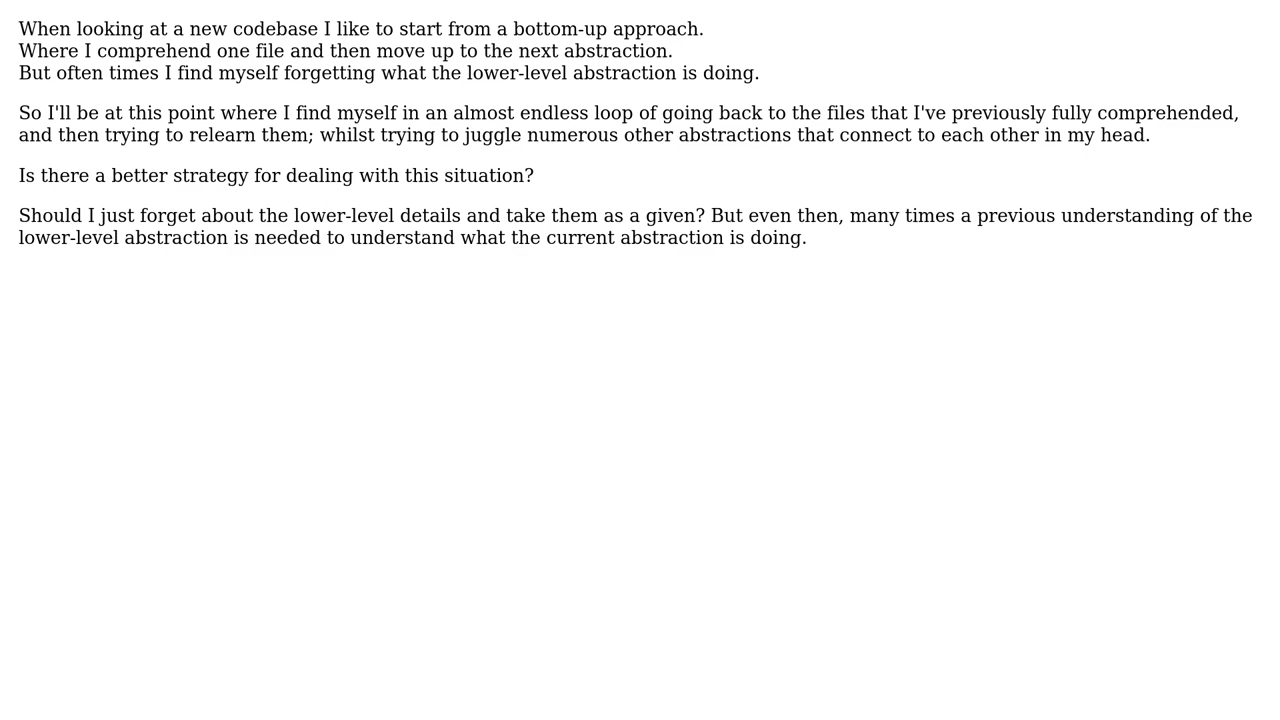 When looking at a new codebase I like to start from a bottom-up approach.
Where I comprehend one file and then move up to the next abstraction.
But often times I find myself forgetting what the lower-level abstraction is doing.
So I'll be at this point where I find myself in an almost endless loop of going back to the files that I've previously fully comprehended,
and then trying to relearn them; whilst trying to juggle numerous other abstractions that connect to each other in my head.
Is there a better strategy for dealing with this situation?
Should I just forget about the lower-level details and take them as a given? But even then, many times a previous understanding of the
lower-level abstraction is needed to understand what the current abstraction is doing.